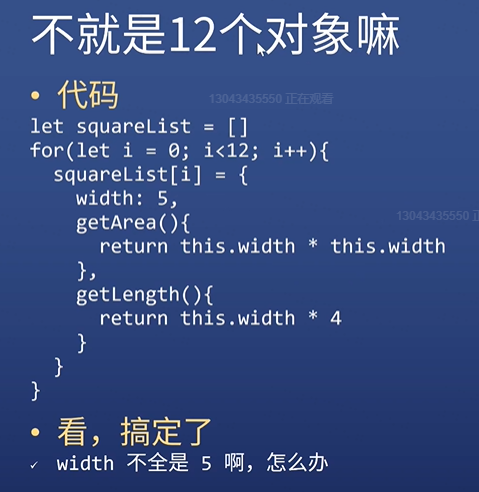 不就是12个对象嘛
• 代码
13043435550 正在观看
let squareList = []
for(let i = 0; i<12; i++){
  squareList[i] = {
    width: 5,
    getArea(){
13043435550 正
      return this.width * this.width
    },
    getLength(){
      return this.width * 4
    }
  }
}
• 看，搞定了
✓ width 不全是 5 啊，怎么办